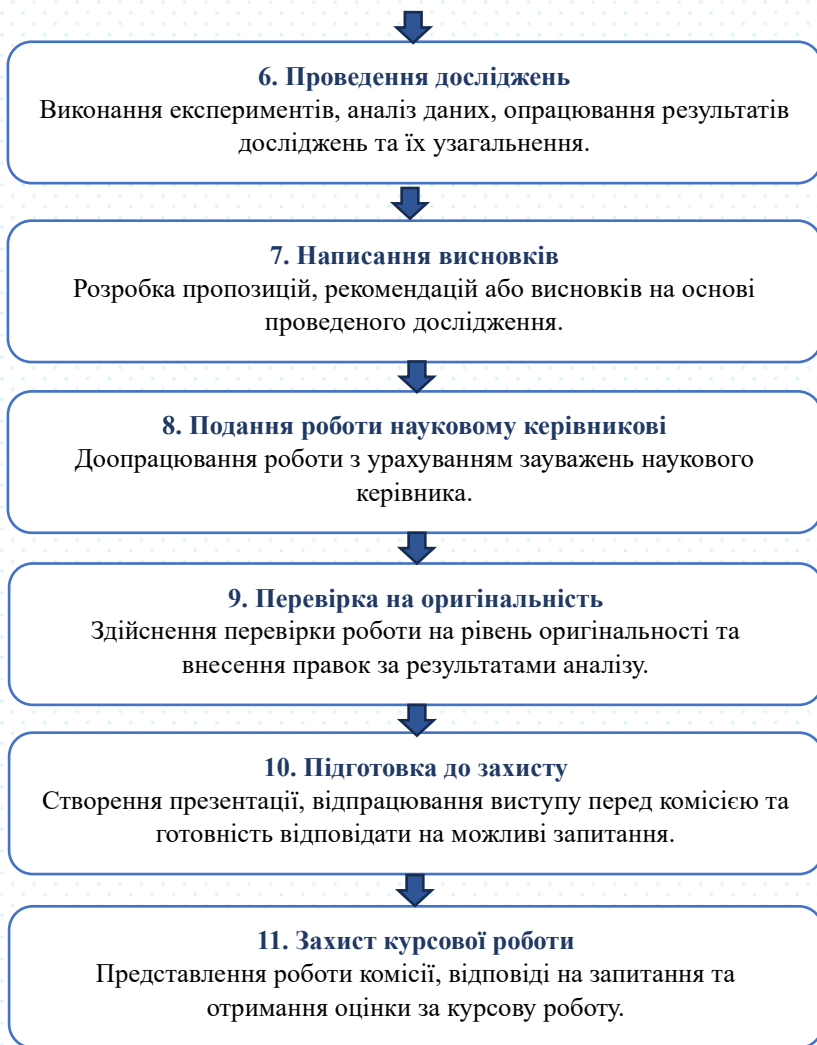 6. Проведення досліджень
Виконання експериментів, аналіз даних, опрацювання результатів
досліджень та їх узагальнення.
7. Написання висновків
Розробка пропозицій, рекомендацій або висновків на основі
проведеного дослідження.
8. Подання роботи науковому керівникові
Доопрацювання роботи з урахуванням зауважень наукового
керівника.
9. Перевірка на оригінальність
Здійснення перевірки роботи на рівень оригінальності та
внесення правок за результатами аналізу.
10. Підготовка до захисту
Створення презентації, відпрацювання виступу перед комісією та
готовність відповідати на можливі запитання.
11. Захист курсової роботи
Представлення роботи комісії, відповіді на запитання та
отримання оцінки за курсову роботу.